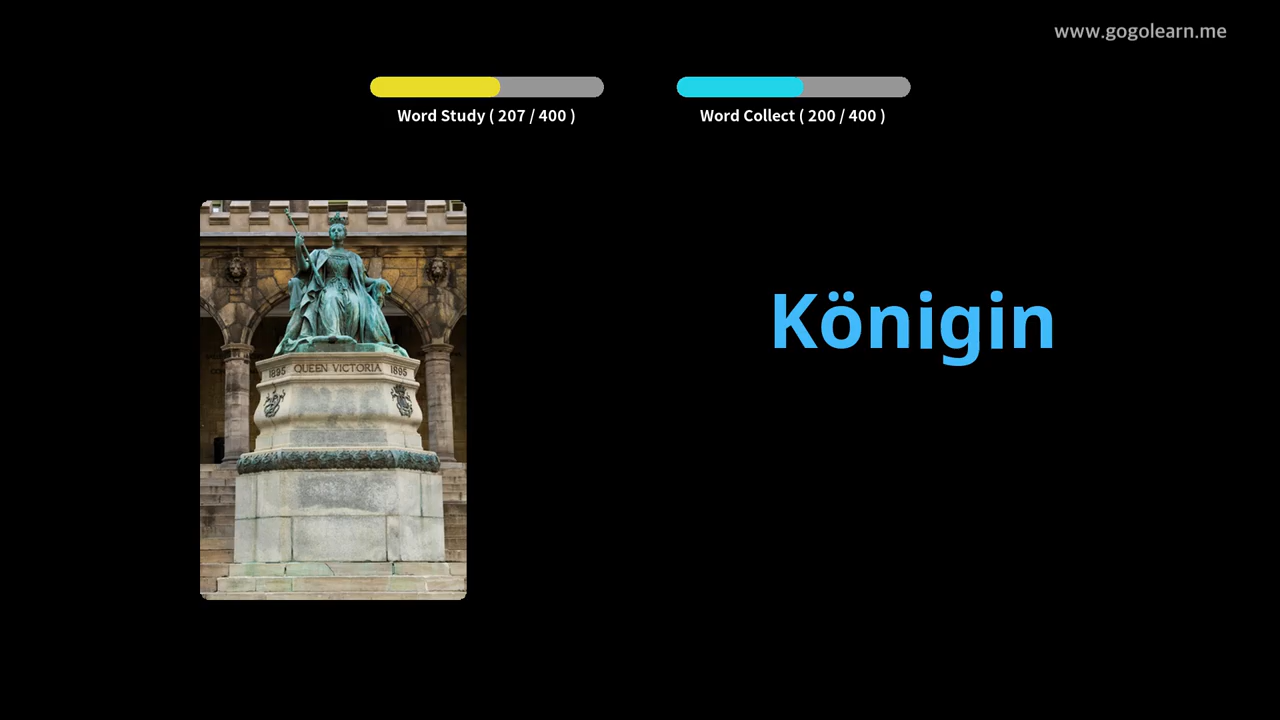 www.gogolearn.me
Word Study ( 207 / 400 )
Word Collect ( 200 / 400 )
Königin
1895 QUEEN VICTORIA 1895